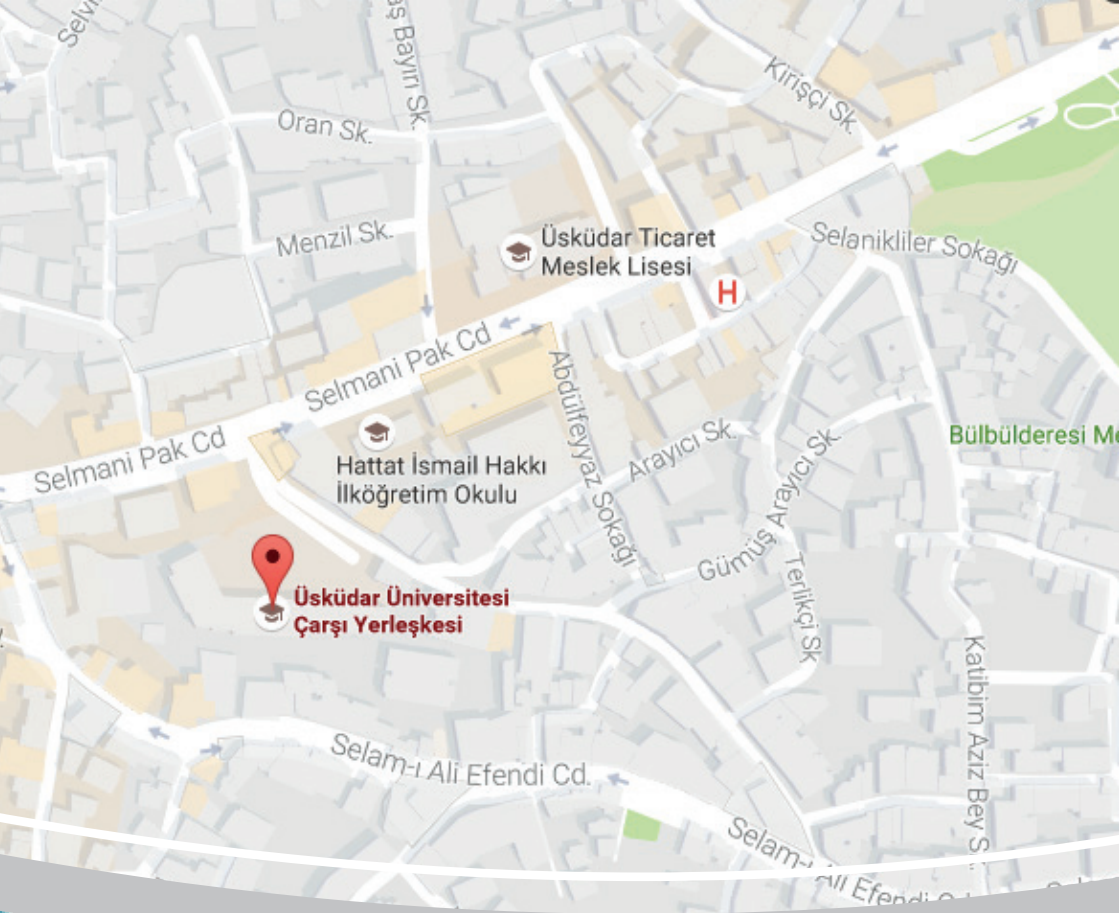 Oran Sk.
Kirişçi Sk.
Menzil Sk.
Üsküdar Ticaret
Meslek Lisesi
Selanikliler Sokağı
H
Selmani Pak Cd
Abdülfeyyaz Sokağı
Arayıcı Sk.
Selmani Pak Cd
Hattat İsmail Hakkı
İlköğretim Okulu
Gümüş Arayıcı Sk.
Bülbülderesi
Terlikçi Sk
Üsküdar Üniversitesi
Çarşı Yerleşkesi
Katibim Aziz Bey
Selam-ı Ali Efendi Cd.
Selam-ı Ali Efendi
Bayırı Sk.